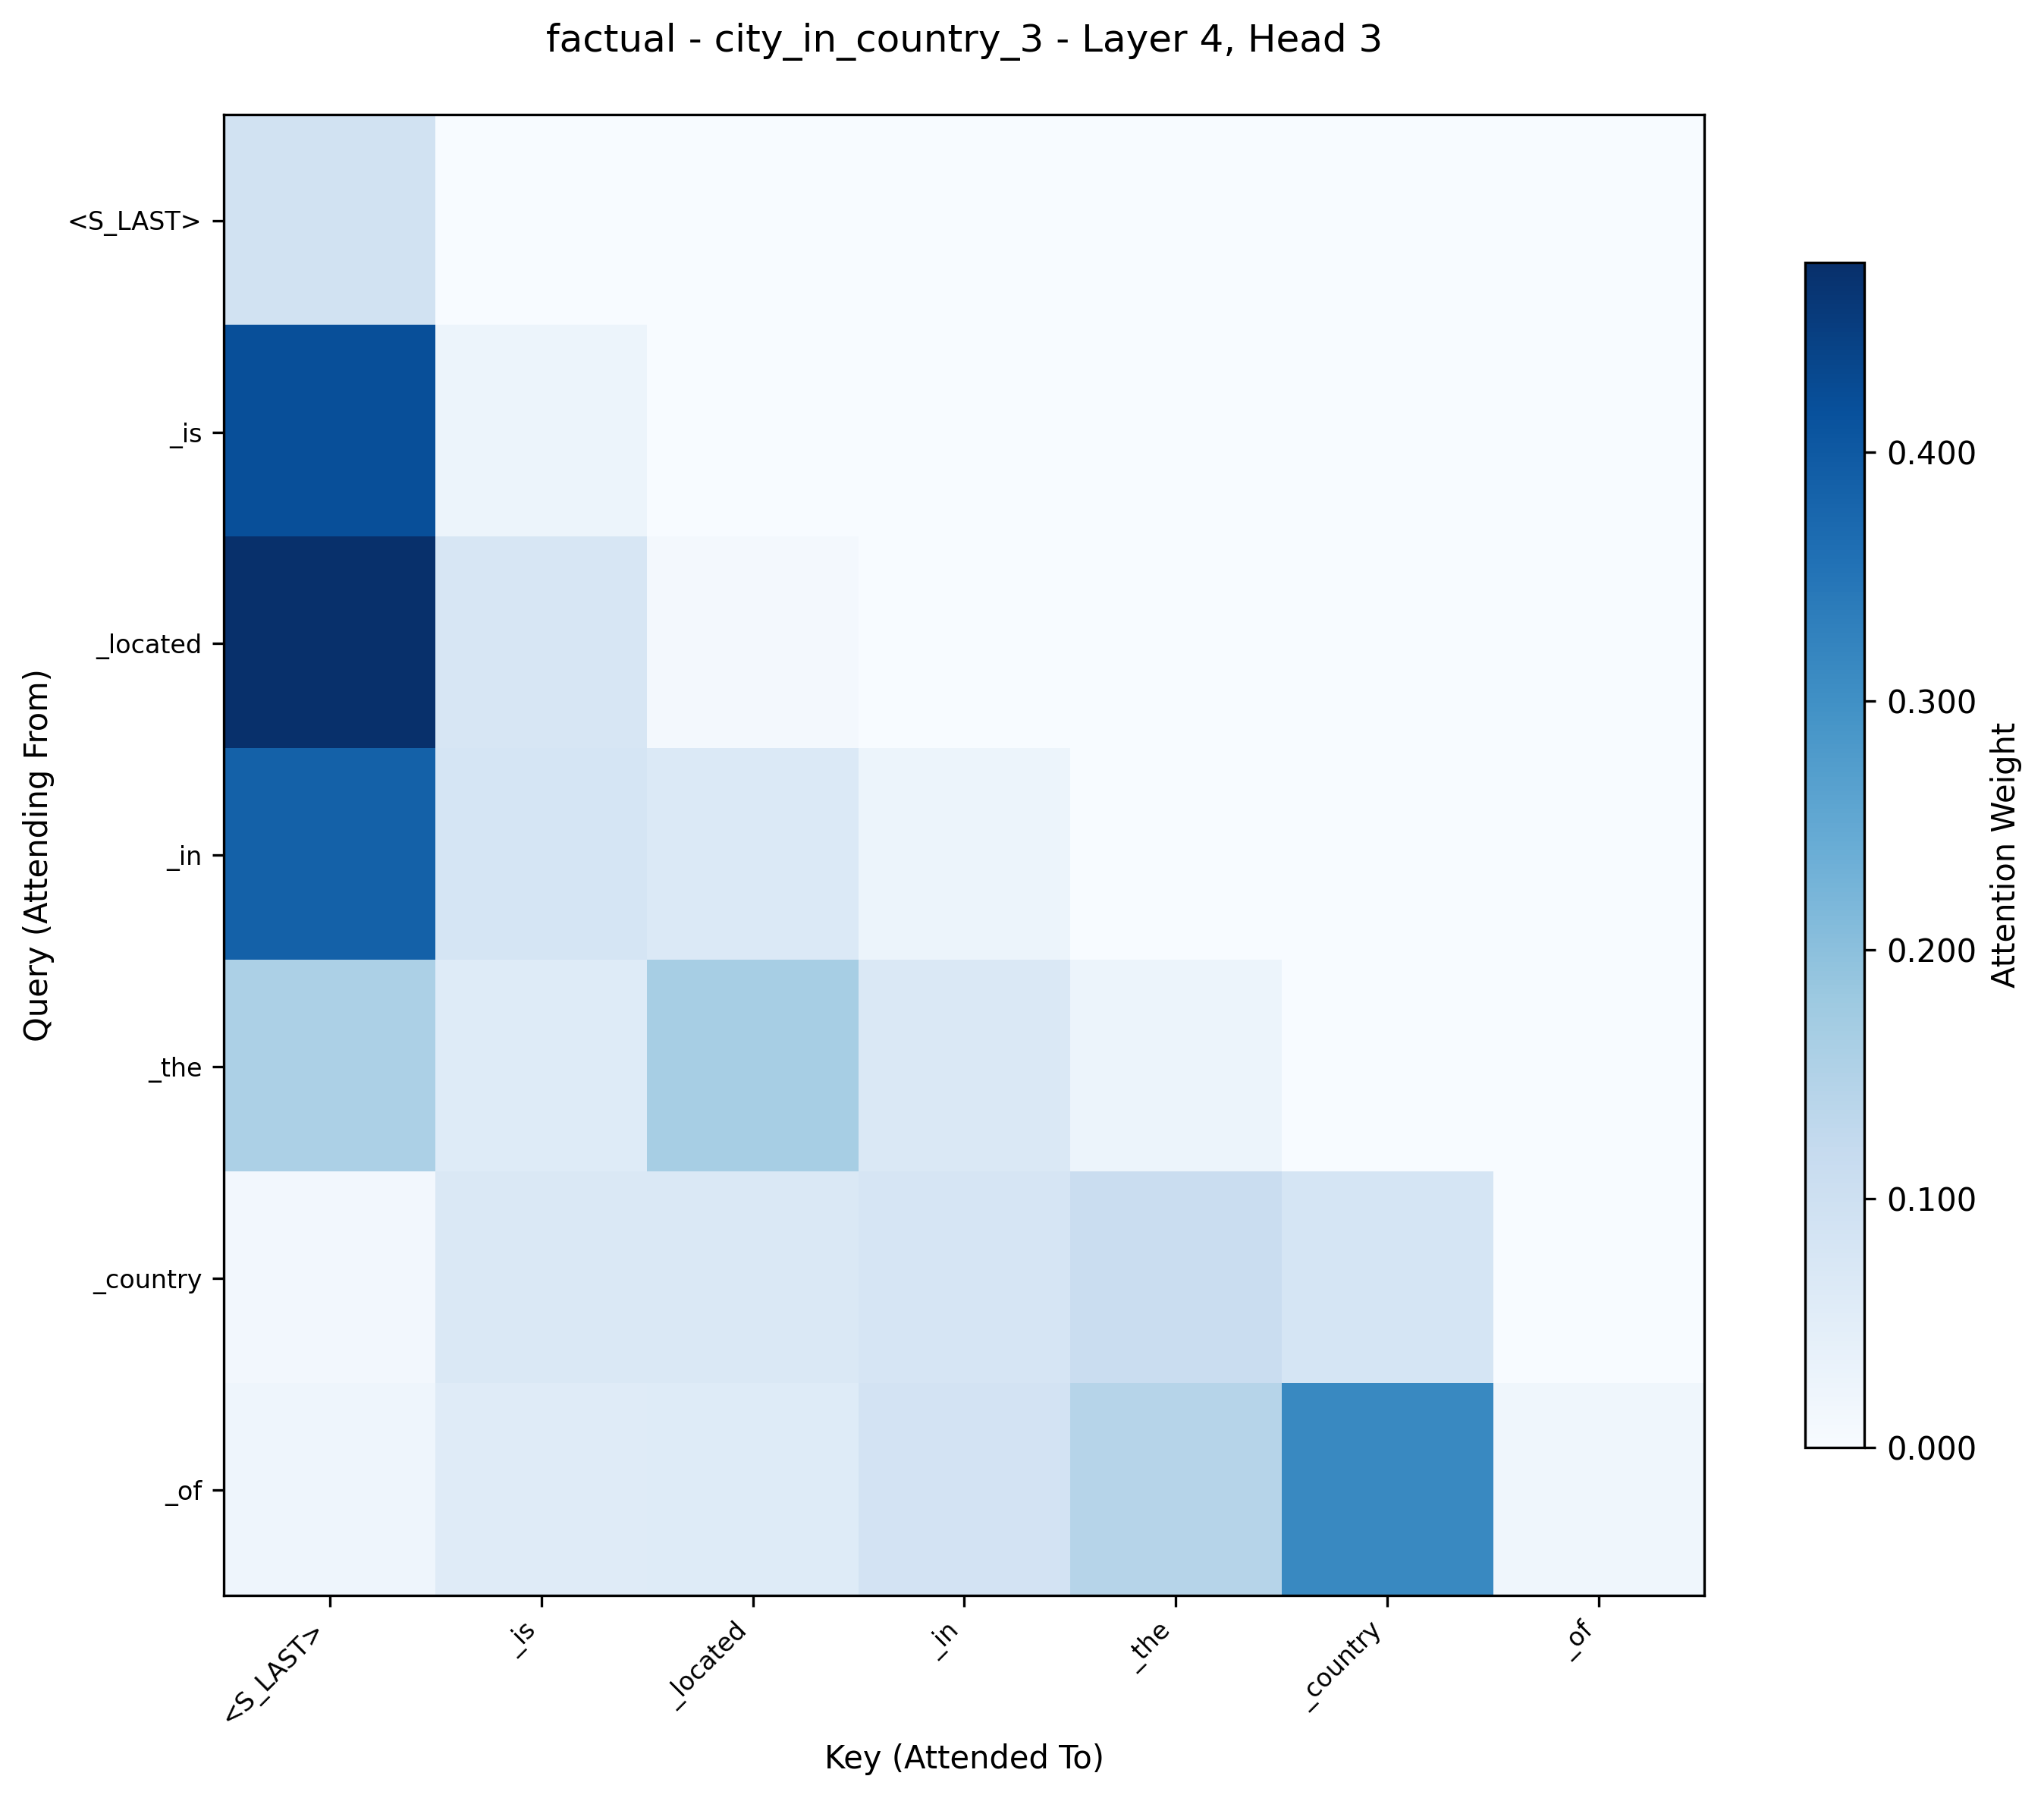 factual - city_in_country_3 - Layer 4, Head 3
Query (Attending From)
<S_LAST>
_is
_located
_in
_the
_country
_of
<S_LAST>
_is
_located
_in
_the
_country
_of
Key (Attended To)
0.400
0.300
0.200
0.100
0.000
Attention Weight